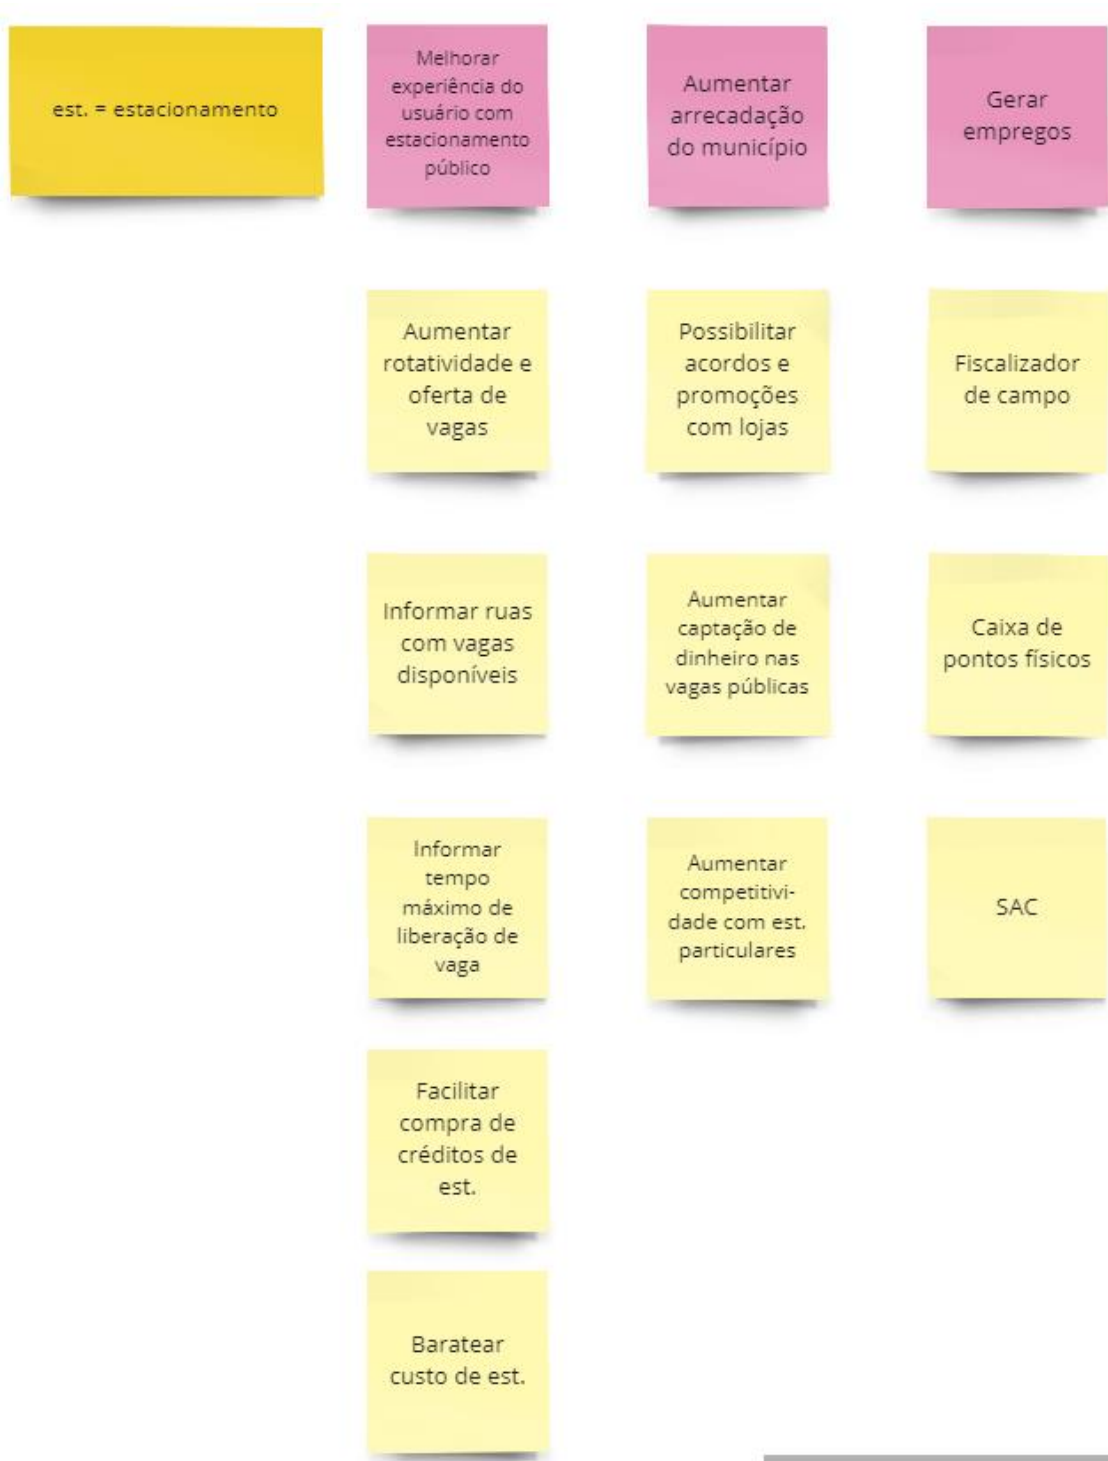 est. = estacionamento
Melhorar
experiência do
usuário com
estacionamento
público
Aumentar
arrecadação
do município
Gerar
empregos
Aumentar
rotatividade e
oferta de
vagas
Possibilitar
acordos e
promoções
com lojas
Fiscalizador
de campo
Informar ruas
com vagas
disponíveis
Aumentar
captação de
dinheiro nas
vagas públicas
Caixa de
pontos físicos
Informar
tempo
máximo de
liberação de
vaga
Aumentar
competitivi-
dade com est.
particulares
SAC
Facilitar
compra de
créditos de
est.
Baratear
custo de est.